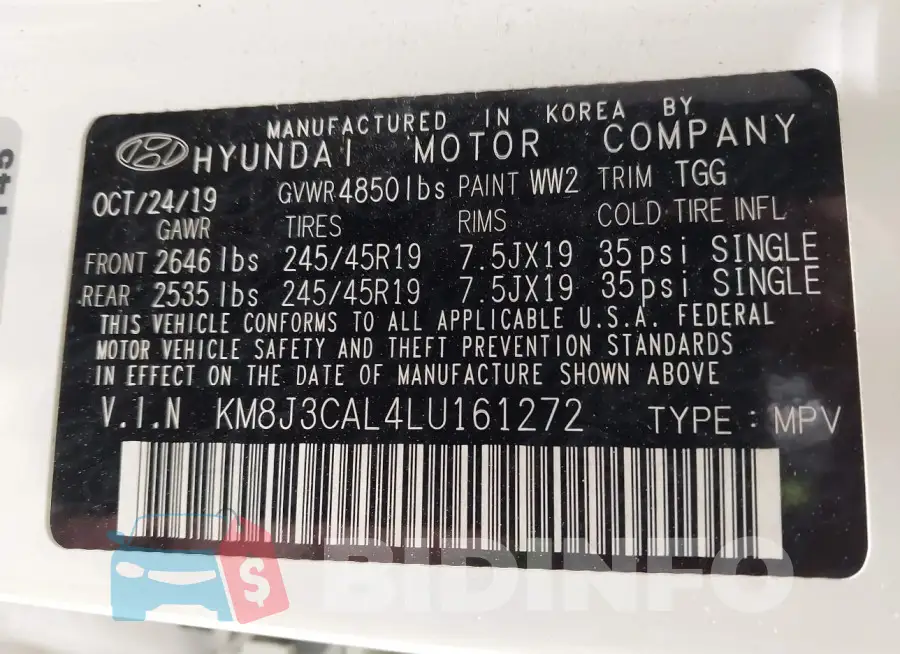 MANUFACTURED IN KOREA BY
HYUNDAI MOTOR COMPANY
OCT/24/19 GVWR 4850lbs PAINT WW2 TRIM TGG
GAWR TIRES RIMS COLD TIRE INFL
FRONT 2646 lbs 245/45R19 7.5JX19 35psi SINGLE
REAR 2535 lbs 245/45R19 7.5JX19 35psi SINGLE
THIS VEHICLE CONFORMS TO ALL APPLICABLE U.S.A. FEDERAL
MOTOR VEHICLE SAFETY AND THEFT PREVENTION STANDARDS
IN EFFECT ON THE DATE OF MANUFACTURE SHOWN ABOVE
V.I.N KM8J3CAL4LU161272 TYPE : MPV
$ BIDINFO